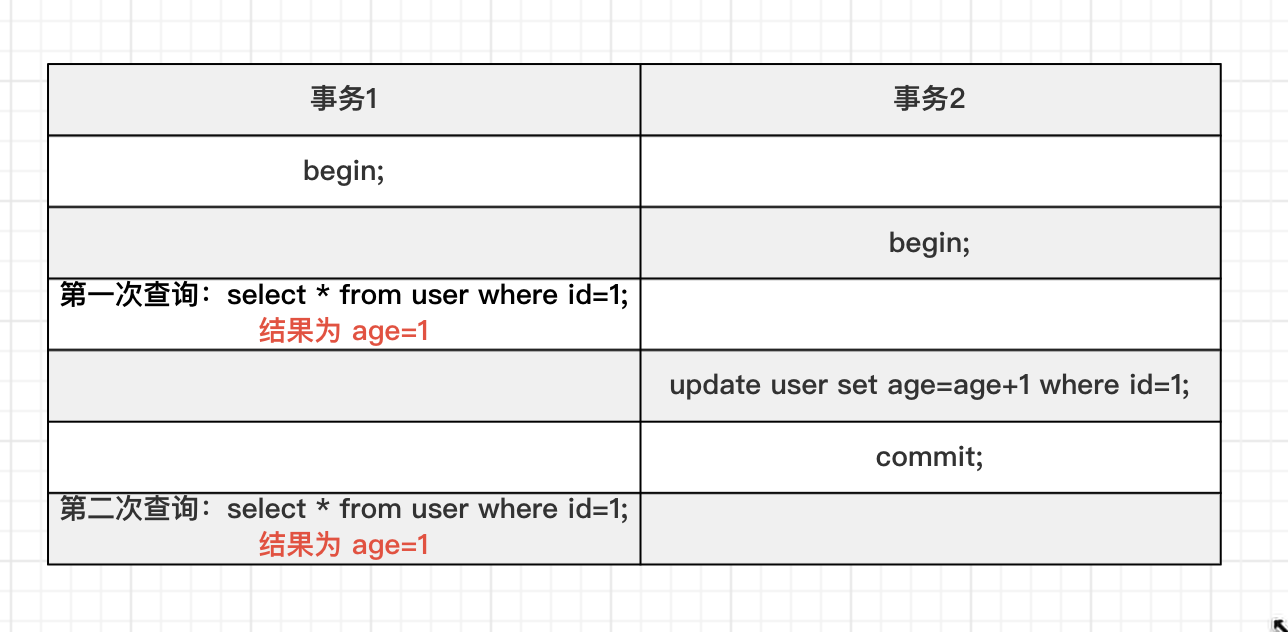 事务1
事务2
begin;
begin;
第一次查询：select * from user where id=1;
结果为 age=1
update user set age=age+1 where id=1;
commit;
第二次查询：select * from user where id=1;
结果为 age=1